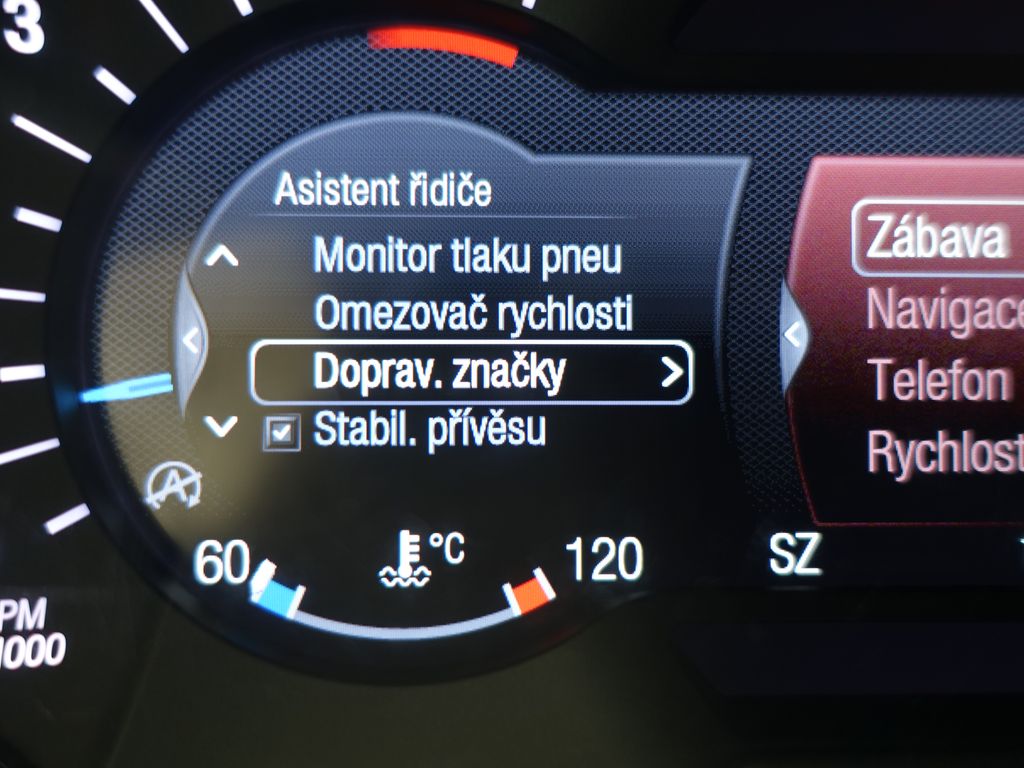 3
Asistent řidiče
Monitor tlaku pneu
Omezovač rychlosti
Doprav. značky
Stabil. přívěsu
A
60
°C
120
SZ
Zábava
Navigace
Telefon
Rychlost
PM
1000